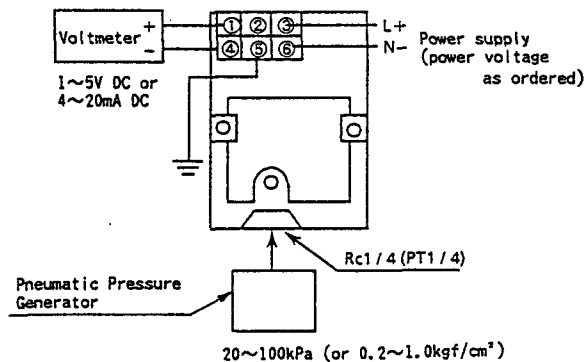 Voltmeter
+
-
① ② ③
④ ⑤ ⑥
L+
N-
Power supply
(power voltage
as ordered)
1～5V DC or
4～20mA DC
Rc1/4(PT1/4)
Pneumatic Pressure
Generator
20～100kPa (or 0.2～1.0kgf/cm²)